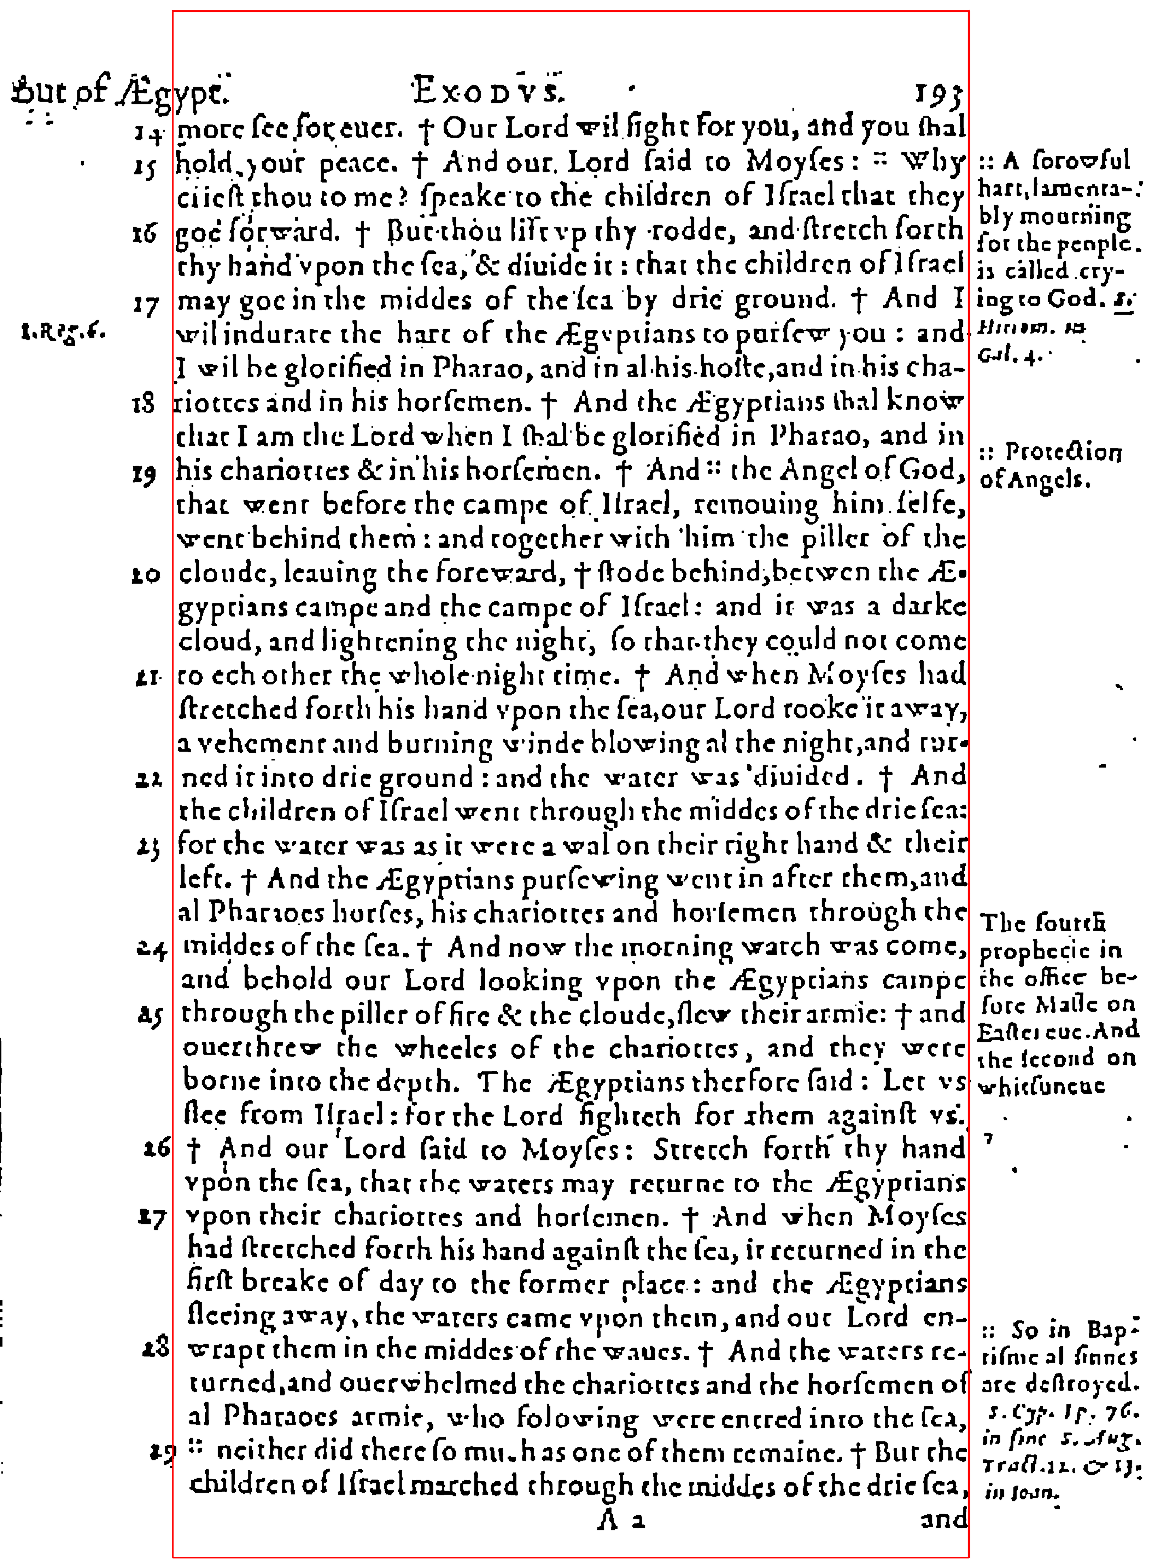 Out of Ægypt. EXODVS. 193
14 more see for euer. † Our Lord wil fight for you, and you shal
15 hold your peace. † And our Lord said to Moyses: :: Why
criest thou to me? speake to the children of Israel that they
16 goe forward. † But thou lift vp thy rodde, and stretch forth
thy hand vpon the sea, & diuide it: that the children of Israel
17 may goe in the middes of the sea by drie ground. † And I
wil indurate the hart of the Ægyptians to pursew you: and
I wil be glorified in Pharao, and in al his hoste, and in his cha-
18 riottes and in his horsemen. † And the Ægyptians shal know
that I am the Lord when I shal be glorified in Pharao, and in
19 his chariottes & in his horsemen. † And :: the Angel of God,
that went before the campe of Israel, remouing him selfe,
went behind them: and together with him the piller of the
20 cloude, leauing the foreward, † stode behind, betwen the Æ-
gyptians campe and the campe of Israel: and it was a darke
cloud, and lightening the night, so that they could not come
21 to ech other the whole night time. † And when Moyses had
stretched forth his hand vpon the sea, our Lord tooke it away,
a vehement and burning winde blowing al the night, and tur-
22 ned it into drie ground: and the water was diuided. † And
the children of Israel went through the middes of the drie sea:
23 for the water was as it were a wal on their right hand & their
left. † And the Ægyptians pursewing went in after them, and
al Pharaoes horses, his chariottes and horsemen through the
24 middes of the sea. † And now the morning watch was come,
and behold our Lord looking vpon the Ægyptians campe
25 through the piller of fire & the cloude, slew their armie: † and
ouerthrew the wheeles of the chariottes, and they were
borne into the depth. The Ægyptians therfore said: Let vs
flee from Israel: for the Lord fighteth for them against vs.
26 † And our Lord said to Moyses: Stretch forth thy hand
vpon the sea, that the waters may returne to the Ægyptians
27 vpon their chariottes and horsemen. † And when Moyses
had stretched forth his hand against the sea, it returned in the
first breake of day to the former place: and the Ægyptians
fleeing away, the waters came vpon them, and our Lord en-
28 wrapt them in the middes of the waues. † And the waters re-
turned, and ouerwhelmed the chariottes and the horsemen of
al Pharaoes armie, who folowing were entred into the sea,
29 :: neither did there so much as one of them remaine. † But the
children of Israel marched through the middes of the drie sea,
A a and
1. Reg. 6.
:: A sorowful
hart, lamenta-
bly mourning
for the people.
is called cry-
ing to God. S.
Hierom. in
Gal. 4.
:: Protection
of Angels.
The fourth
prophecie in
the office be-
fore Masse on
Easter eue. And
the second on
whitsuneue
:: So in Bap-
tisme al sinnes
are destroyed.
S. Cyp. Ep. 76.
in fine S. Aug.
Tract. 11. & 13.
in Ioan.